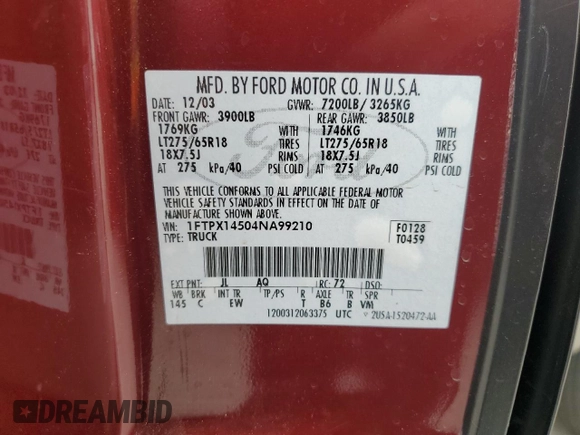 MFD. BY FORD MOTOR CO. IN U.S.A.
DATE: 12/03 GVWR: 7200LB/ 3265KG
FRONT GAWR: 3900LB REAR GAWR: 3850LB
1769KG WITH 1746KG WITH
LT275/65R18 TIRES LT275/65R18 TIRES
18X7.5J RIMS 18X7.5J RIMS
AT 275 kPa/40 PSI COLD AT 275 kPa/40 PSI COLD
THIS VEHICLE CONFORMS TO ALL APPLICABLE FEDERAL MOTOR
VEHICLE SAFETY STANDARDS IN EFFECT ON THE DATE OF
MANUFACTURE SHOWN ABOVE.
VIN: 1FTPX14504NA99210 F0128
TYPE: TRUCK T0459
EXT PNT: JL AQ RC: 72 DSO:
WB BRK INT TR TP/PS R AXLE TR SPR
145 C EW T B6 B VM
1200312063375 UTC 2USA-1520472-AA
Ford
DREAMBID